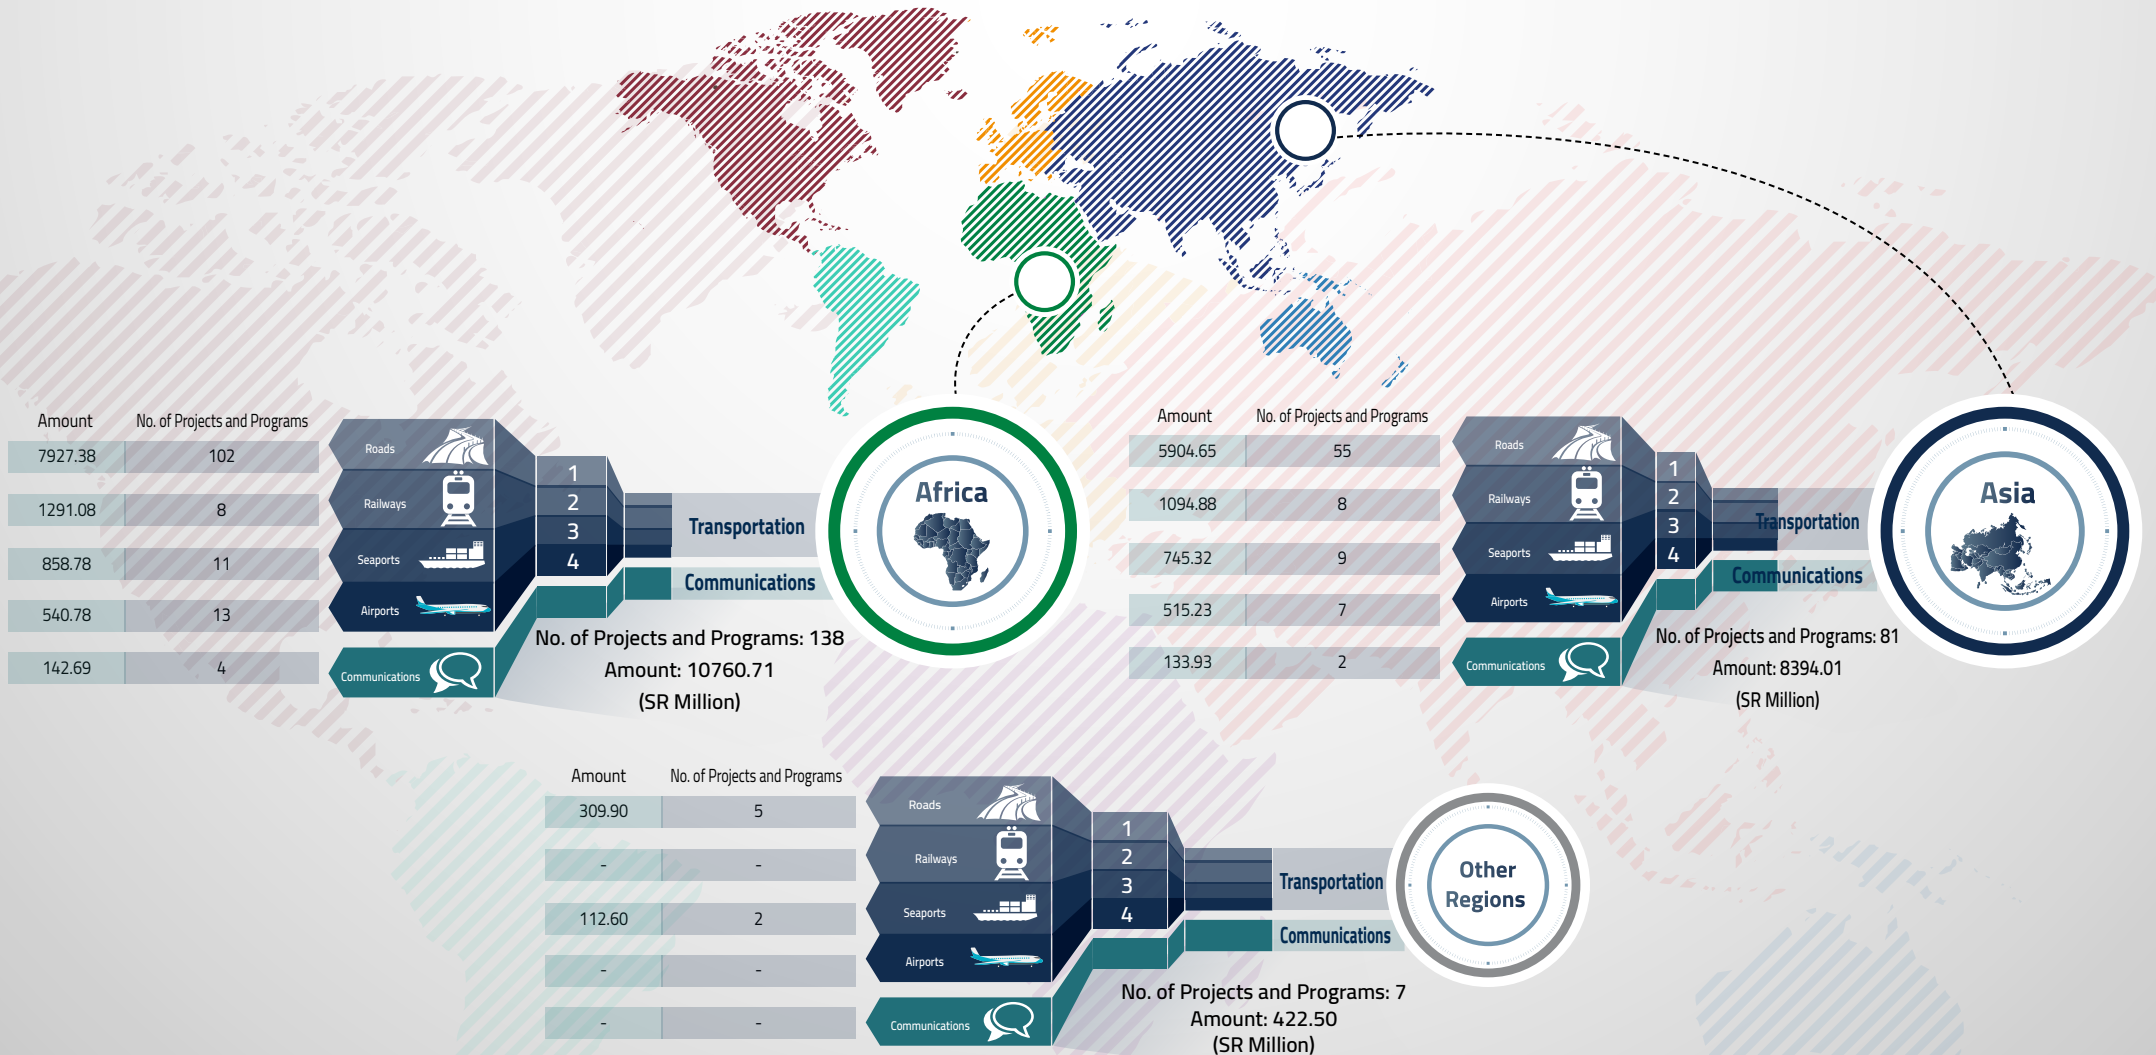 Amount No. of Projects and Programs
7927.38 102 Roads
1291.08 8 Railways
858.78 11 Seaports
540.78 13 Airports
142.69 4 Communications
1
2
3
4
Transportation
Communications
Africa
No. of Projects and Programs: 138
Amount: 10760.71
(SR Million)
Amount No. of Projects and Programs
5904.65 55 Roads
1094.88 8 Railways
745.32 9 Seaports
515.23 7 Airports
133.93 2 Communications
1
2
3
4
Transportation
Communications
Asia
No. of Projects and Programs: 81
Amount: 8394.01
(SR Million)
Amount No. of Projects and Programs
309.90 5 Roads
- - Railways
112.60 2 Seaports
- - Airports
- - Communications
1
2
3
4
Transportation
Communications
Other
Regions
No. of Projects and Programs: 7
Amount: 422.50
(SR Million)